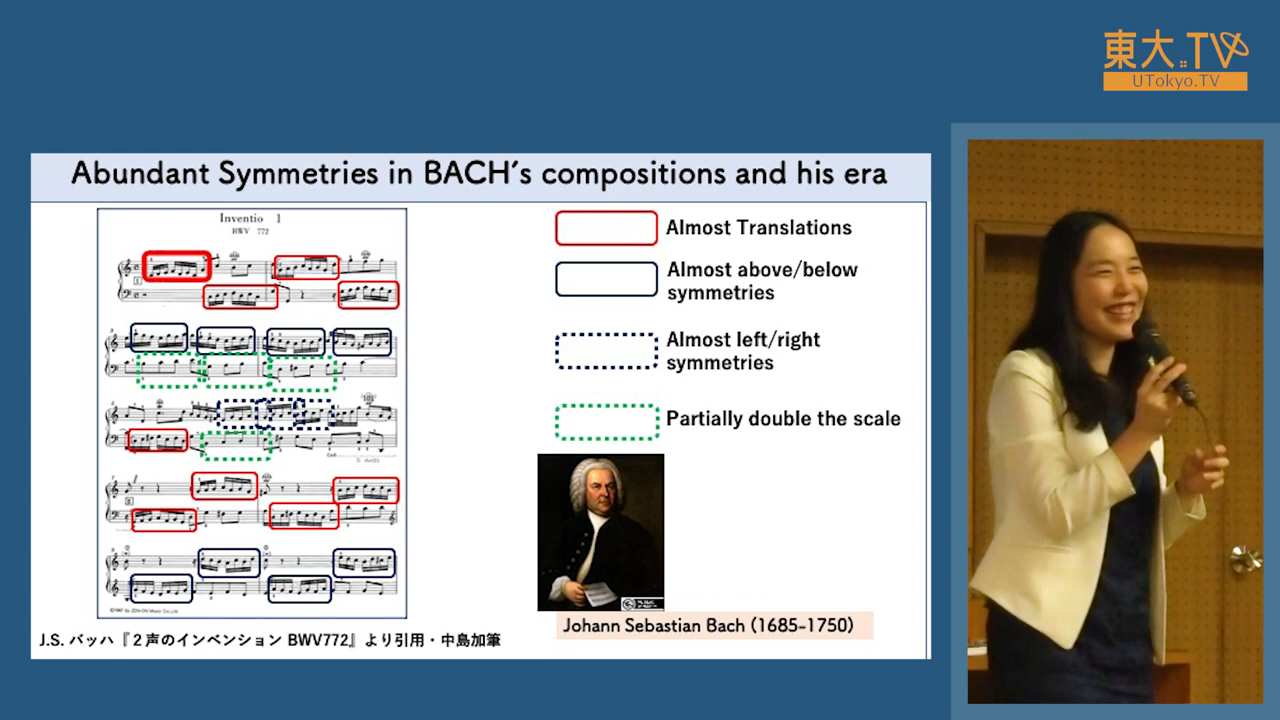 東大.TV
UTokyo.TV
Abundant Symmetries in BACH's compositions and his era
Inventio 1
BWV 772
Almost Translations
Almost above/below
symmetries
Almost left/right
symmetries
Partially double the scale
Johann Sebastian Bach (1685-1750)
J.S. バッハ『2声のインベンション BWV772』より引用・中島加筆